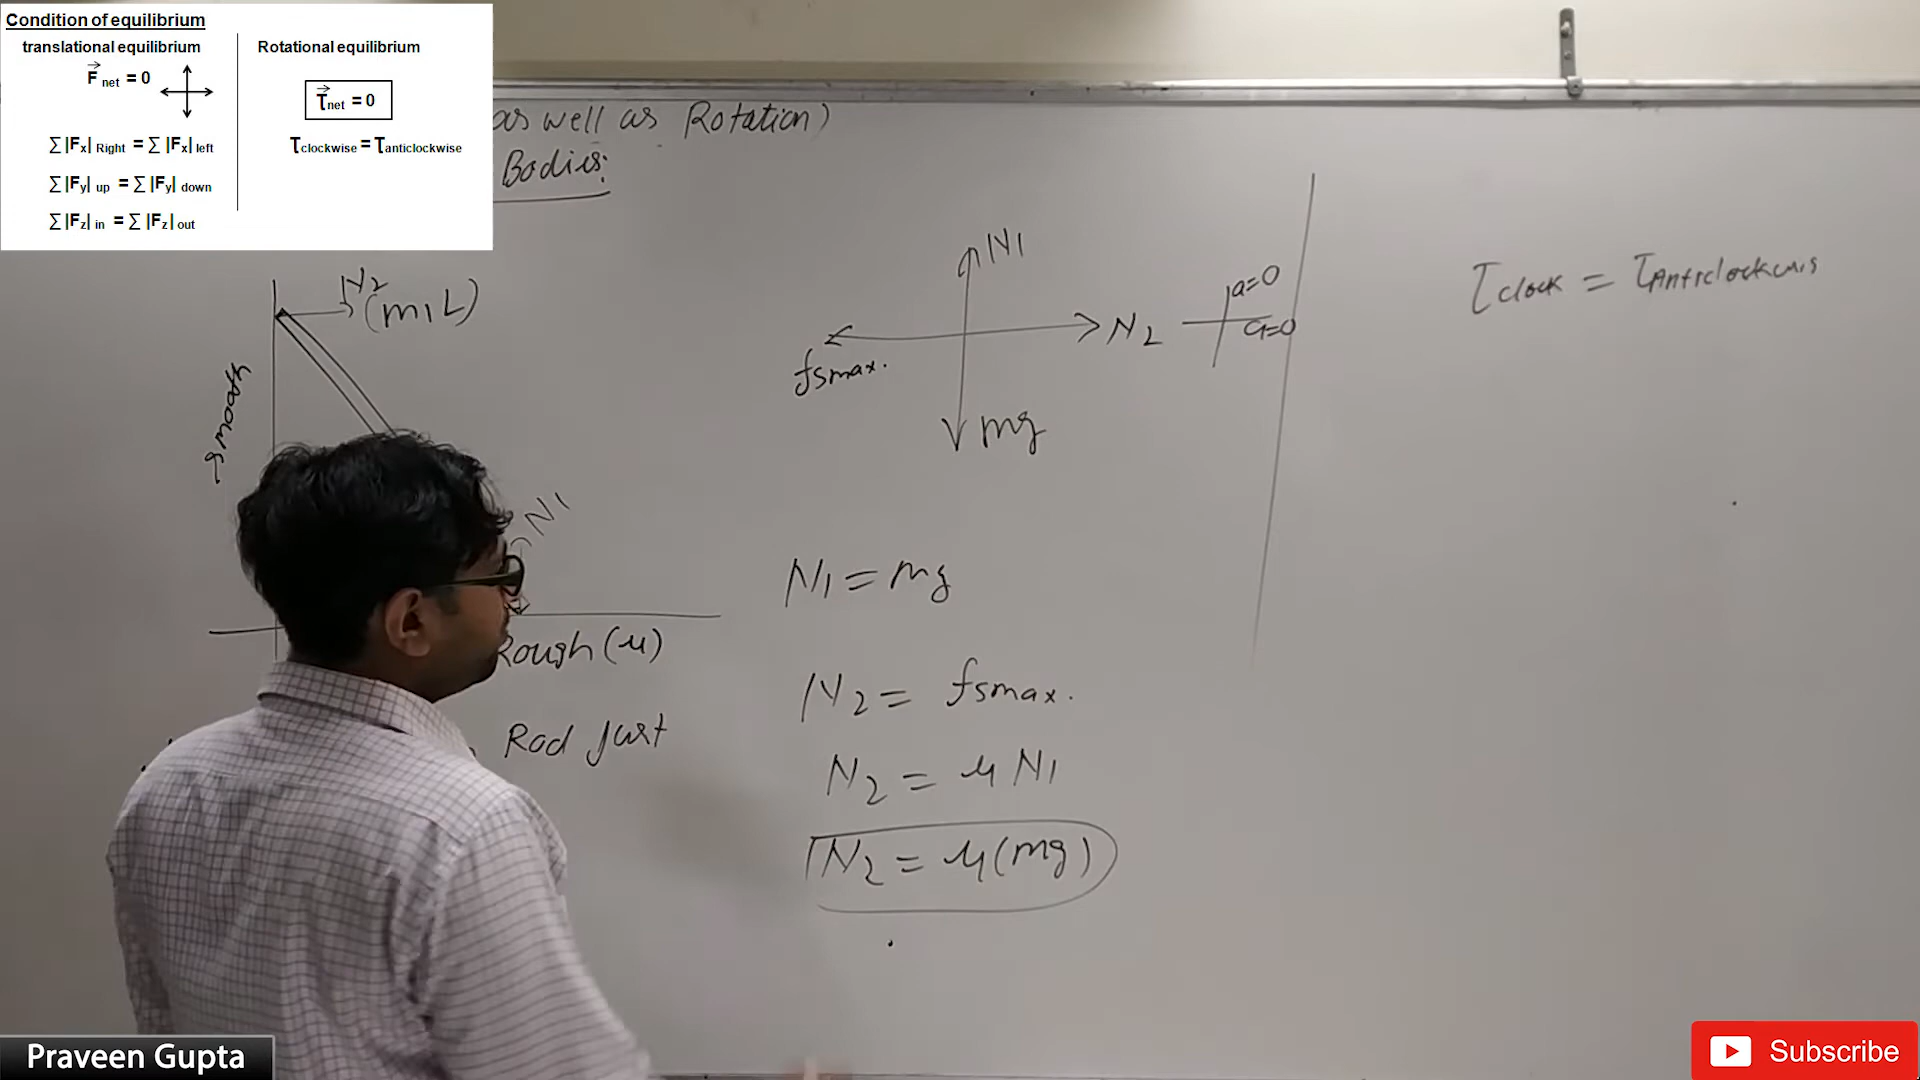 Condition of equilibrium
translational equilibrium
F net = 0
∑|Fx| Right = ∑|Fx| left
∑|Fy| up = ∑|Fy| down
∑|Fz| in = ∑|Fz| out
Rotational equilibrium
τnet = 0
τclockwise = τanticlockwise
as well as Rotation)
Bodies:
N2
(m,L)
smooth
N1
Rough (μ)
Rod just
N1
fsmax.
N2
a=0
a=0
mg
N1 = mg
N2 = fsmax.
N2 = μ N1
N2 = μ(mg)
τclock = τAnticlockwis
Praveen Gupta
Subscribe